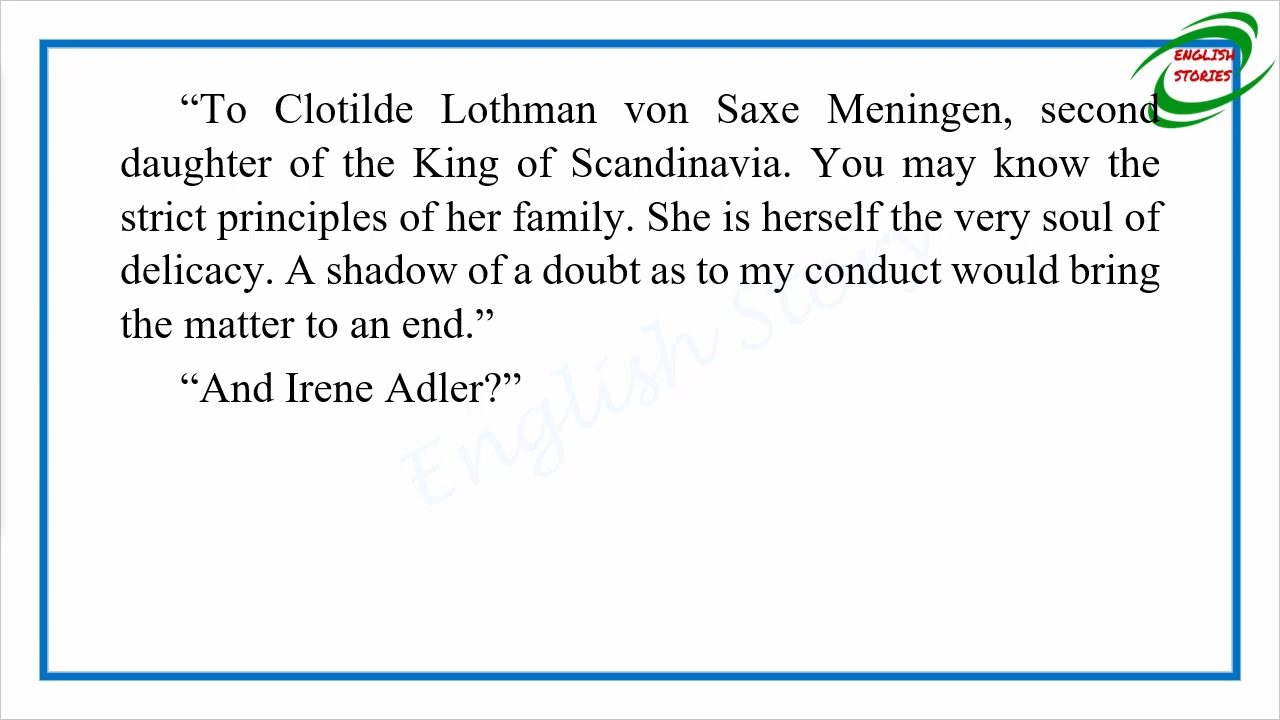 ENGLISH
STORIES
“To Clotilde Lothman von Saxe Meningen, second
daughter of the King of Scandinavia. You may know the
strict principles of her family. She is herself the very soul of
delicacy. A shadow of a doubt as to my conduct would bring
the matter to an end.”
“And Irene Adler?”
English Story